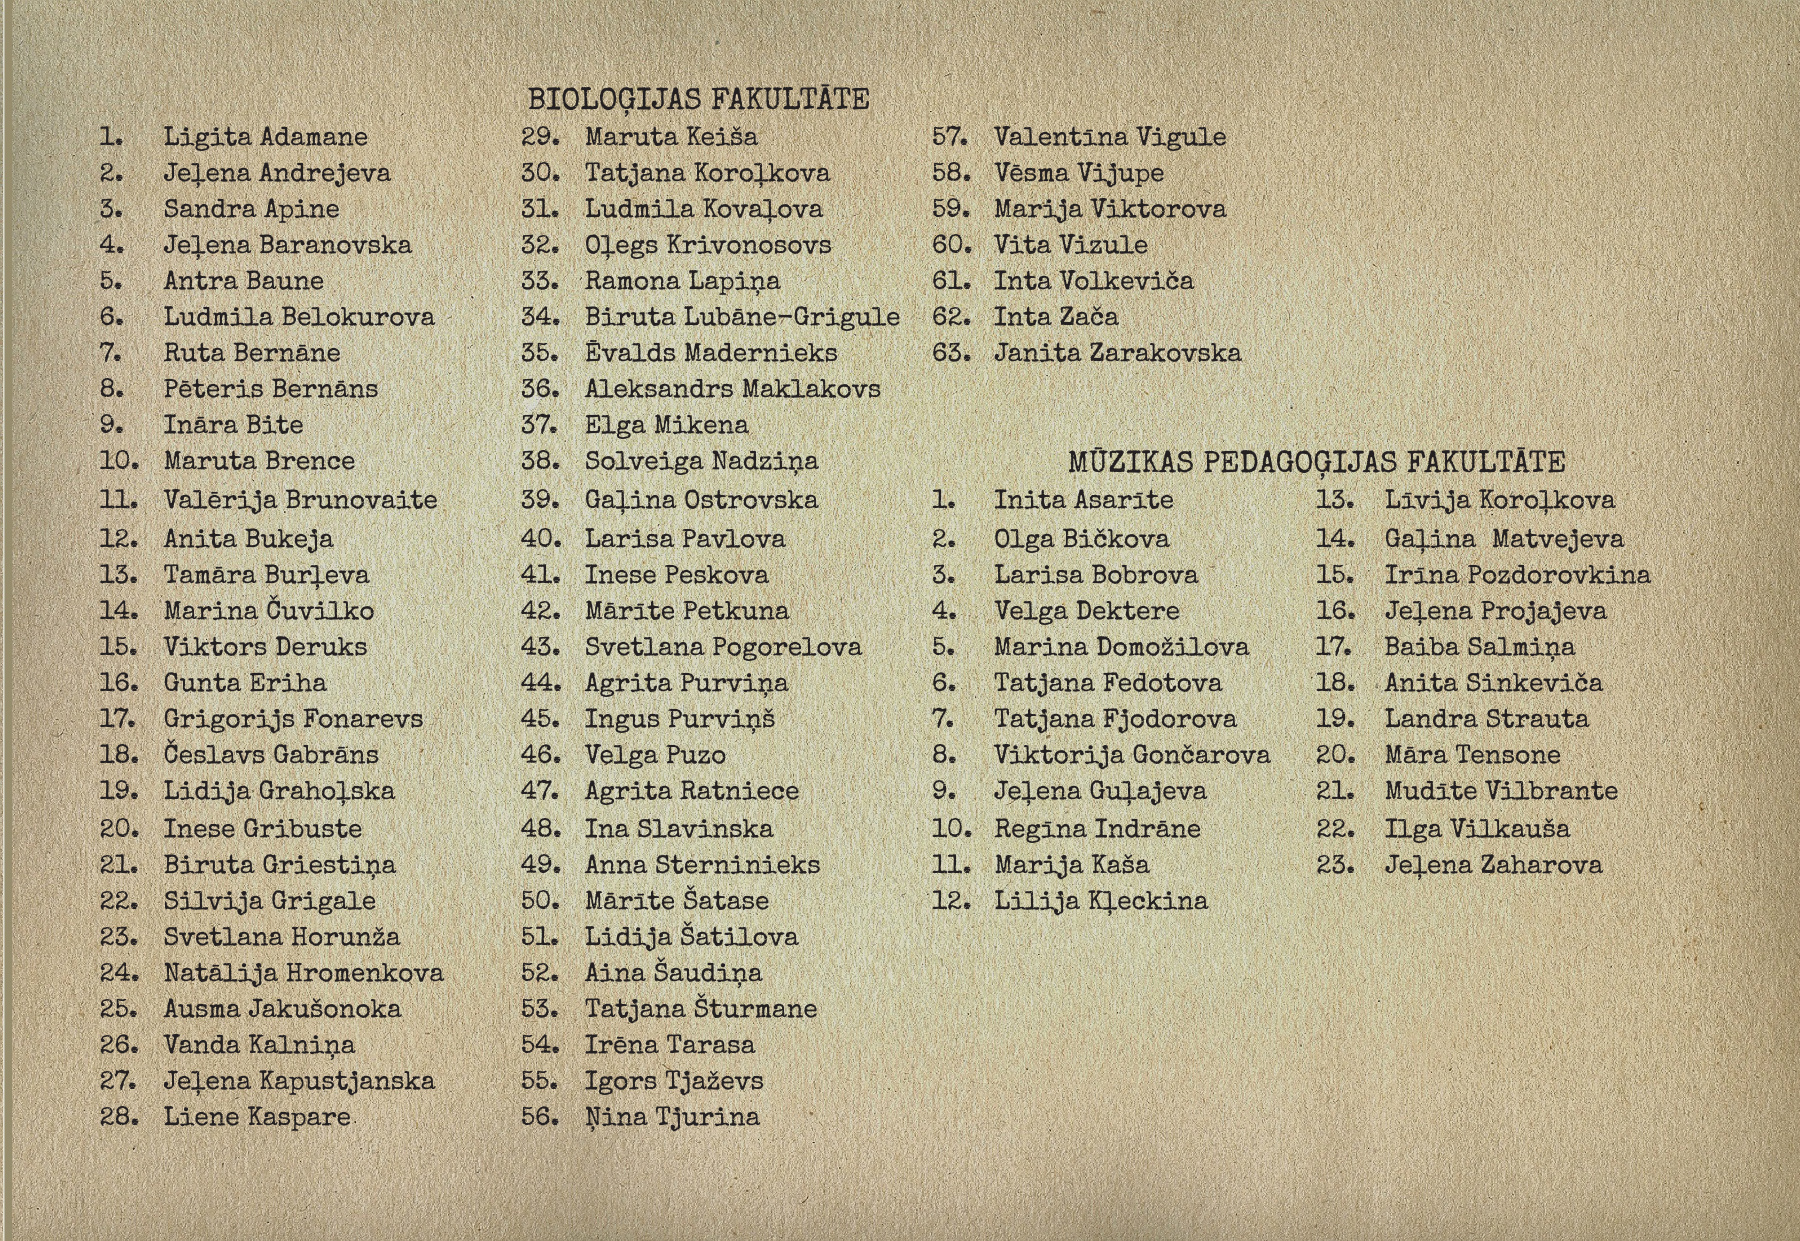 BIOLOĢIJAS FAKULTĀTE
1. Ligita Adamane
2. Jeļena Andrejeva
3. Sandra Apine
4. Jeļena Baranovska
5. Antra Baune
6. Ludmila Belokurova
7. Ruta Bernāne
8. Pēteris Bernāns
9. Ināra Bite
10. Maruta Brence
11. Valērija Brunovaite
12. Anita Bukeja
13. Tamāra Burļeva
14. Marina Čuvilko
15. Viktors Deruks
16. Gunta Eriha
17. Grigorijs Fonarevs
18. Česlavs Gabrāns
19. Lidija Graholska
20. Inese Gribuste
21. Biruta Griestiņa
22. Silvija Grigale
23. Svetlana Horunža
24. Natālija Hromenkova
25. Ausma Jakušonoka
26. Vanda Kalniņa
27. Jeļena Kapustjanska
28. Liene Kaspare
29. Maruta Keiša
30. Tatjana Koroļkova
31. Ludmila Kovaļova
32. Oļegs Krivonosovs
33. Ramona Lapiņa
34. Biruta Lubāne-Grigule
35. Ēvalds Madernieks
36. Aleksandrs Maklakovs
37. Elga Mikena
38. Solveiga Nadziņa
39. Gaļina Ostrovska
40. Larisa Pavlova
41. Inese Peskova
42. Mārīte Petkuna
43. Svetlana Pogorelova
44. Agrita Purviņa
45. Ingus Purviņš
46. Velga Puzo
47. Agrita Ratniece
48. Ina Slavinska
49. Anna Sterninieks
50. Mārīte Šatase
51. Lidija Šatilova
52. Aina Šaudiņa
53. Tatjana Šturmane
54. Irēna Tarasa
55. Igors Tjaževs
56. Ņina Tjurina
57. Valentīna Vigule
58. Vēsma Vijupe
59. Marija Viktorova
60. Vita Vizule
61. Inta Volkeviča
62. Inta Zača
63. Janita Zarakovska
MŪZIKAS PEDAGOĢIJAS FAKULTĀTE
1. Inita Asarīte
2. Olga Bičkova
3. Larisa Bobrova
4. Velga Dektere
5. Marina Domožilova
6. Tatjana Fedotova
7. Tatjana Fjodorova
8. Viktorija Gončarova
9. Jeļena Guļajeva
10. Regīna Indrāne
11. Marija Kaša
12. Lilija Kļeckina
13. Līvija Koroļkova
14. Gaļina Matvejeva
15. Irīna Pozdorovkina
16. Jeļena Projajeva
17. Baiba Salmiņa
18. Anita Sinkeviča
19. Landra Strauta
20. Māra Tensone
21. Mudīte Vilbrante
22. Ilga Vilkauša
23. Jeļena Zaharova